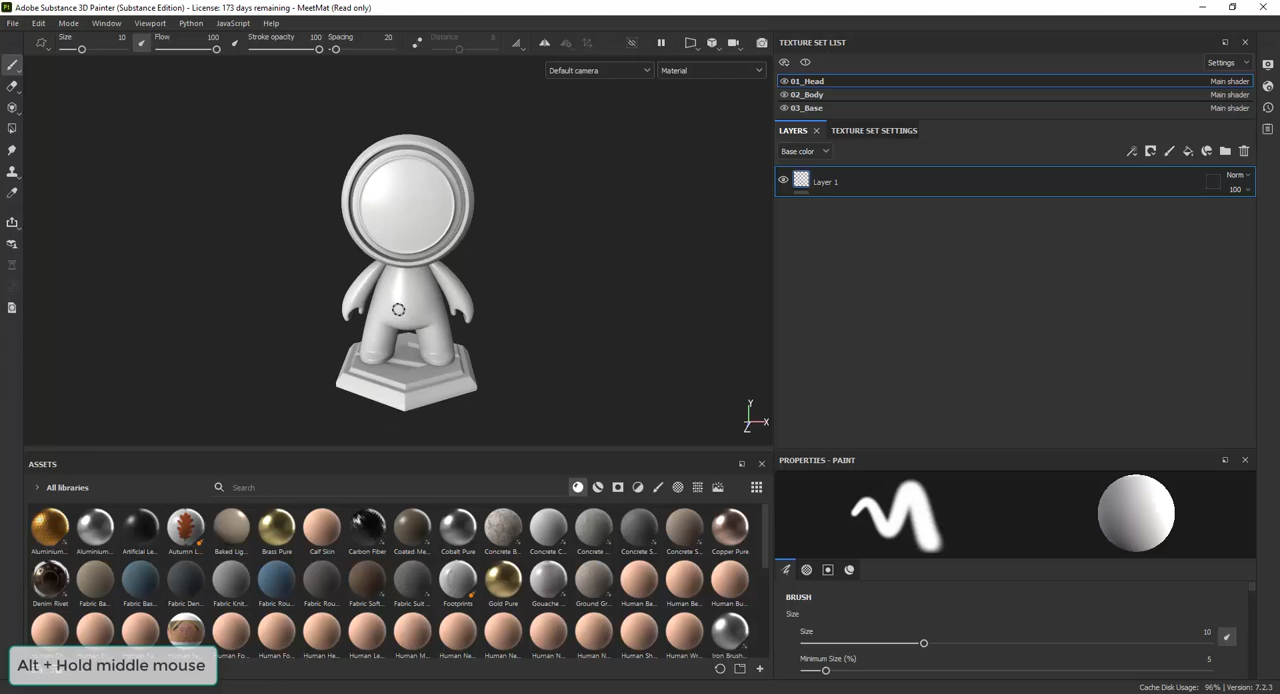 Adobe Substance 3D Painter (Substance Edition) - License: 173 days remaining - MeetMat (Read only)
File Edit Mode Window Viewport Python JavaScript Help
Size 10 Flow 100 Stroke opacity 100 Spacing 20 Distance 8
Default camera Material
Y
X
Z
TEXTURE SET LIST
Settings
01_Head Main shader
02_Body Main shader
03_Base Main shader
LAYERS TEXTURE SET SETTINGS
Base color
Layer 1 Norm
100
ASSETS
All libraries Search
Aluminium... Aluminium... Artificial Le... Autumn L... Baked Lig... Brass Pure Calf Skin Carbon Fiber Coated Me... Cobalt Pure Concrete B... Concrete C... Concrete ... Concrete S... Concrete S... Copper Pure
Denim Rivet Fabric Ba... Fabric Bas... Fabric Den... Fabric Knit... Fabric Rou... Fabric Rou... Fabric Soft... Fabric Suit ... Footprints Gold Pure Gouache ... Ground Gr... Human Ba... Human Be... Human Bu...
Human Fo... Human Fo... Human He... Human Le... Human M... Human Ne... Human Ne... Human N... Human N... Human Sh... Human Wr... Iron Brush...
Alt + Hold middle mouse
PROPERTIES - PAINT
BRUSH
Size
Size 10
Minimum Size (%) 5
Cache Disk Usage: 96% | Version: 7.2.3